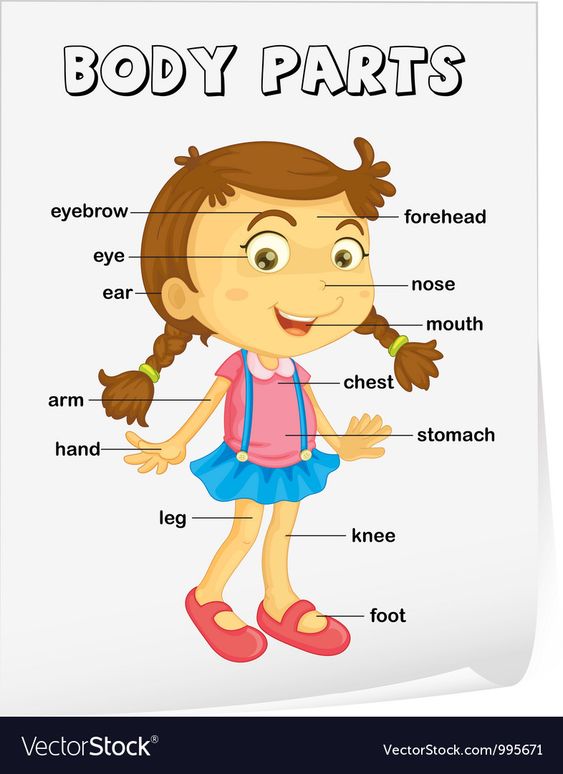 BODY PARTS
eyebrow
forehead
eye
nose
ear
mouth
chest
arm
stomach
hand
leg
knee
foot
VectorStock®
VectorStock.com/995671